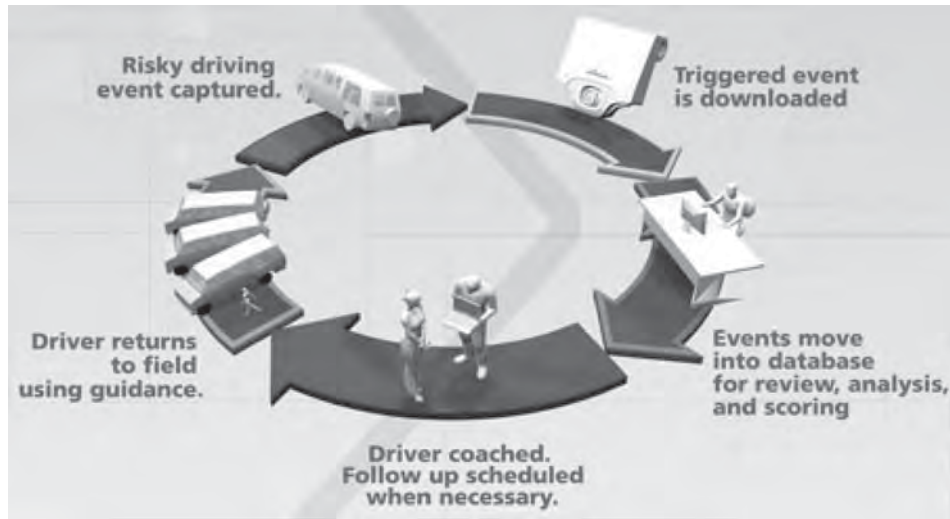 Risky driving
event captured.
Triggered event
is downloaded
Events move
into database
for review, analysis,
and scoring
Driver coached.
Follow up scheduled
when necessary.
Driver returns
to field
using guidance.